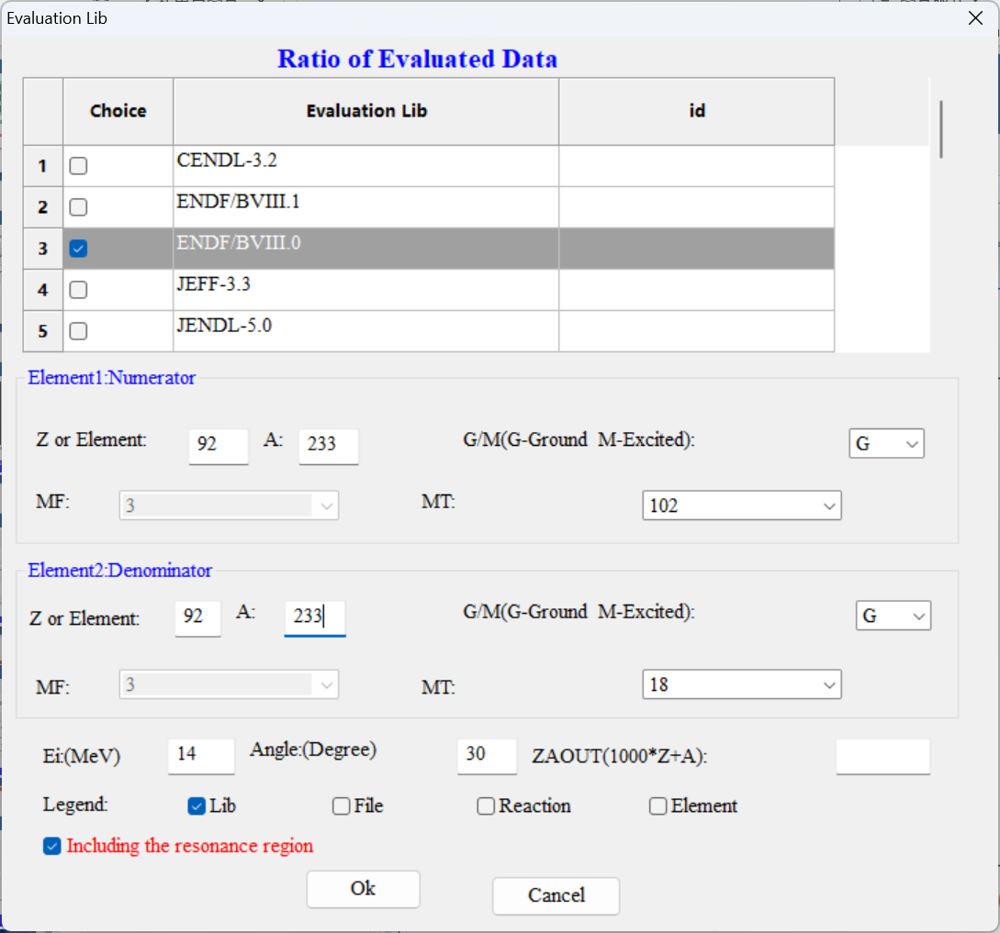 Evaluation Lib
Ratio of Evaluated Data
Choice Evaluation Lib id
1 CENDL-3.2
2 ENDF/BVIII.1
3 ENDF/BVIII.0
4 JEFF-3.3
5 JENDL-5.0
Element1:Numerator
Z or Element: 92 A: 233 G/M(G-Ground M-Excited): G
MF: 3 MT: 102
Element2:Denominator
Z or Element: 92 A: 233 G/M(G-Ground M-Excited): G
MF: 3 MT: 18
Ei:(MeV) 14 Angle:(Degree) 30 ZAOUT(1000*Z+A):
Legend: Lib File Reaction Element
Including the resonance region
Ok Cancel